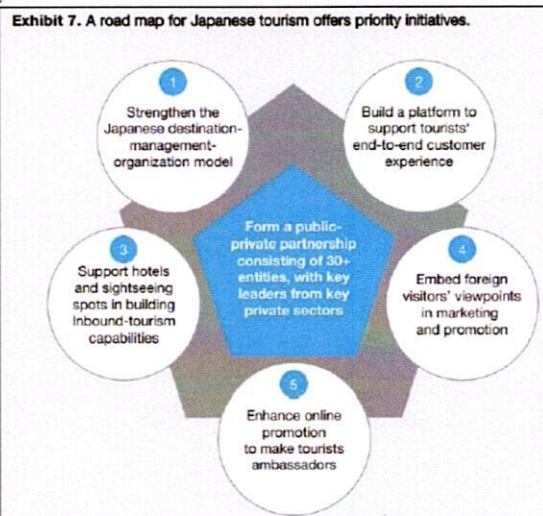 Exhibit 7. A road map for Japanese tourism offers priority initiatives.
1
Strengthen the
Japanese destination-
management-
organization model
2
Build a platform to
support tourists'
end-to-end customer
experience
3
Support hotels
and sightseeing
spots in building
Inbound-tourism
capabilities
Form a public-
private partnership
consisting of 30+
entities, with key
leaders from key
private sectors
4
Embed foreign
visitors' viewpoints
in marketing
and promotion
5
Enhance online
promotion
to make tourists
ambassadors